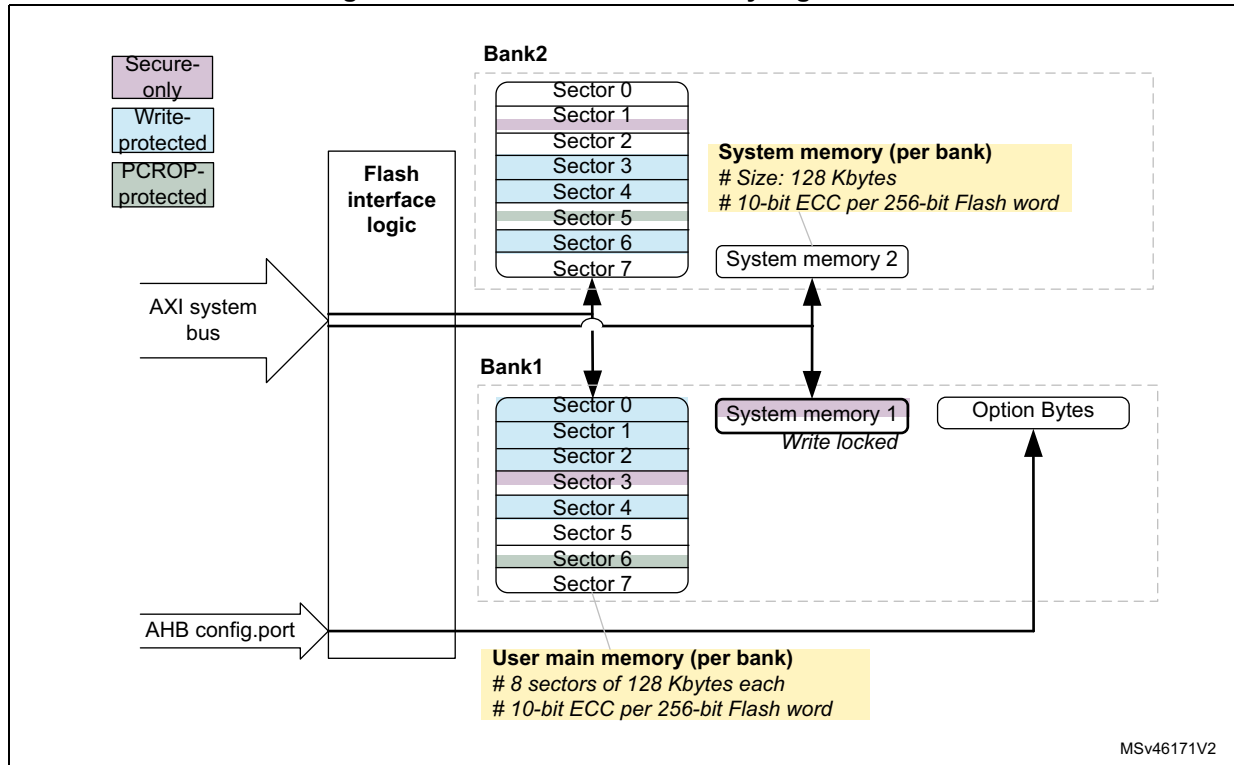 Secure-
only
Write-
protected
PCROP-
protected
Flash
interface
logic
AXI system
bus
AHB config.port
Bank2
Sector 0
Sector 1
Sector 2
Sector 3
Sector 4
Sector 5
Sector 6
Sector 7
System memory (per bank)
# Size: 128 Kbytes
# 10-bit ECC per 256-bit Flash word
System memory 2
Bank1
Sector 0
Sector 1
Sector 2
Sector 3
Sector 4
Sector 5
Sector 6
Sector 7
System memory 1
Write locked
Option Bytes
User main memory (per bank)
# 8 sectors of 128 Kbytes each
# 10-bit ECC per 256-bit Flash word
MSv46171V2